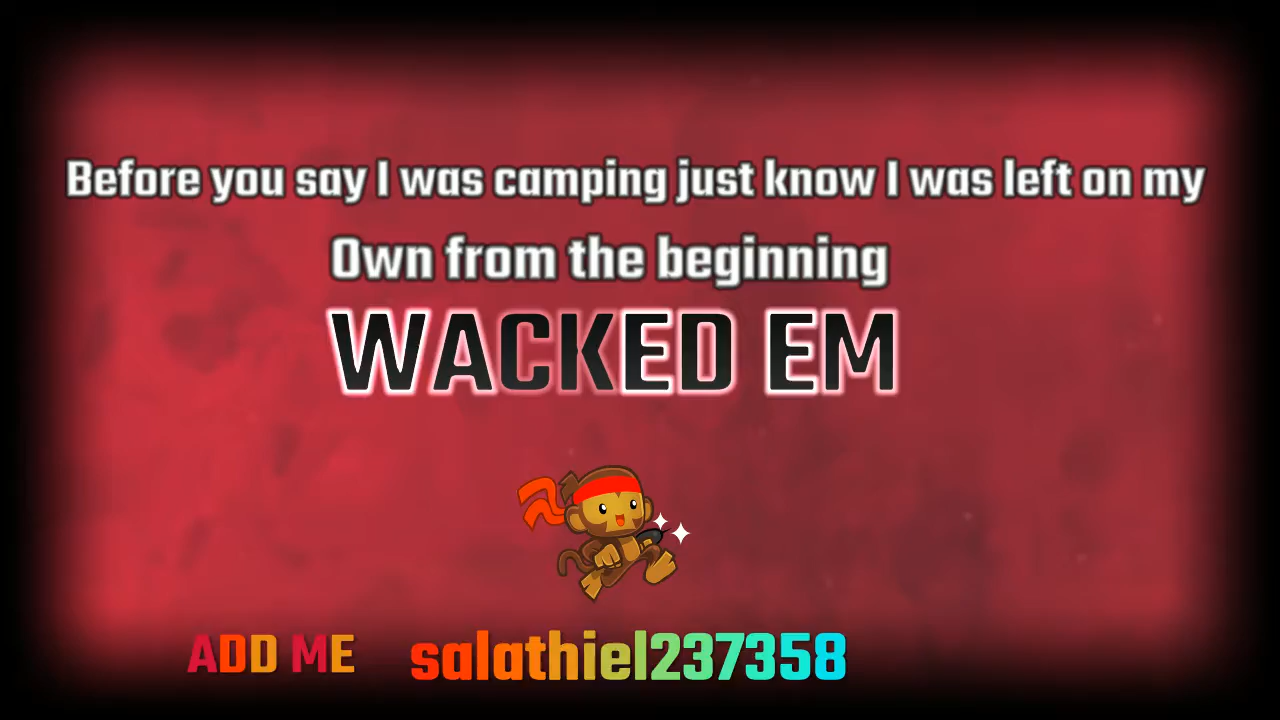 Before you say I was camping just know I was left on my
Own from the beginning
WACKED EM
ADD ME salathiel237358